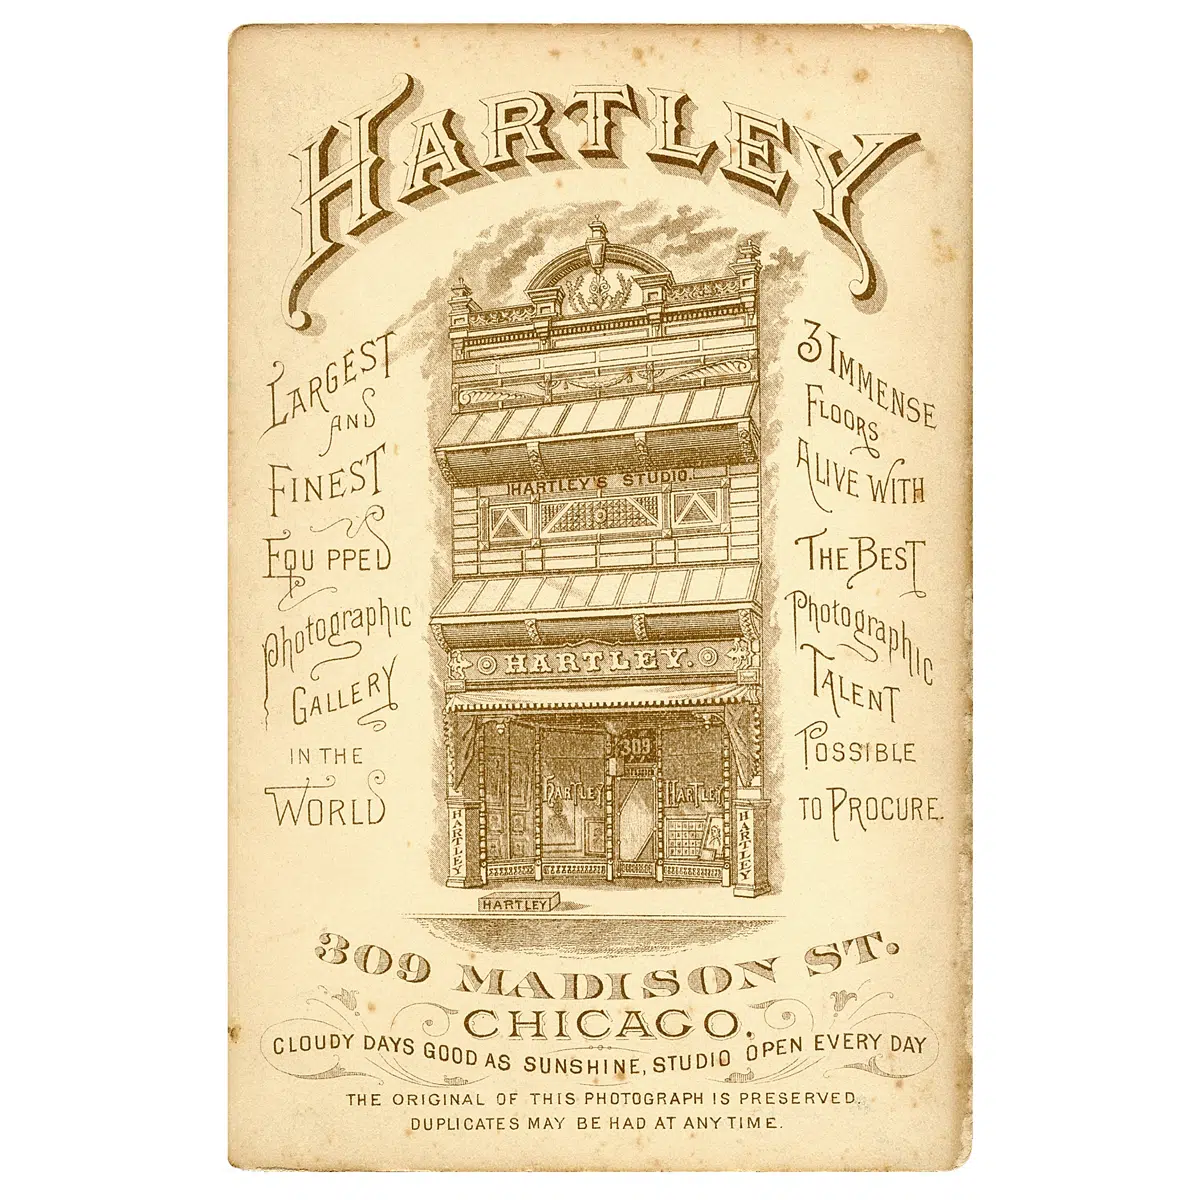 HARTLEY
LARGEST
AND
FINEST
EQUIPPED
Photographic
GALLERY
IN THE
WORLD
3 IMMENSE
FLOORS
ALIVE WITH
THE BEST
Photographic
TALENT
POSSIBLE
TO PROCURE.
HARTLEY'S STUDIO.
HARTLEY.
309
HARTLEY
HARTLEY
HARTLEY
HARTLEY
HARTLEY
309 MADISON ST.
CHICAGO.
CLOUDY DAYS GOOD AS SUNSHINE, STUDIO OPEN EVERY DAY
THE ORIGINAL OF THIS PHOTOGRAPH IS PRESERVED.
DUPLICATES MAY BE HAD AT ANY TIME.